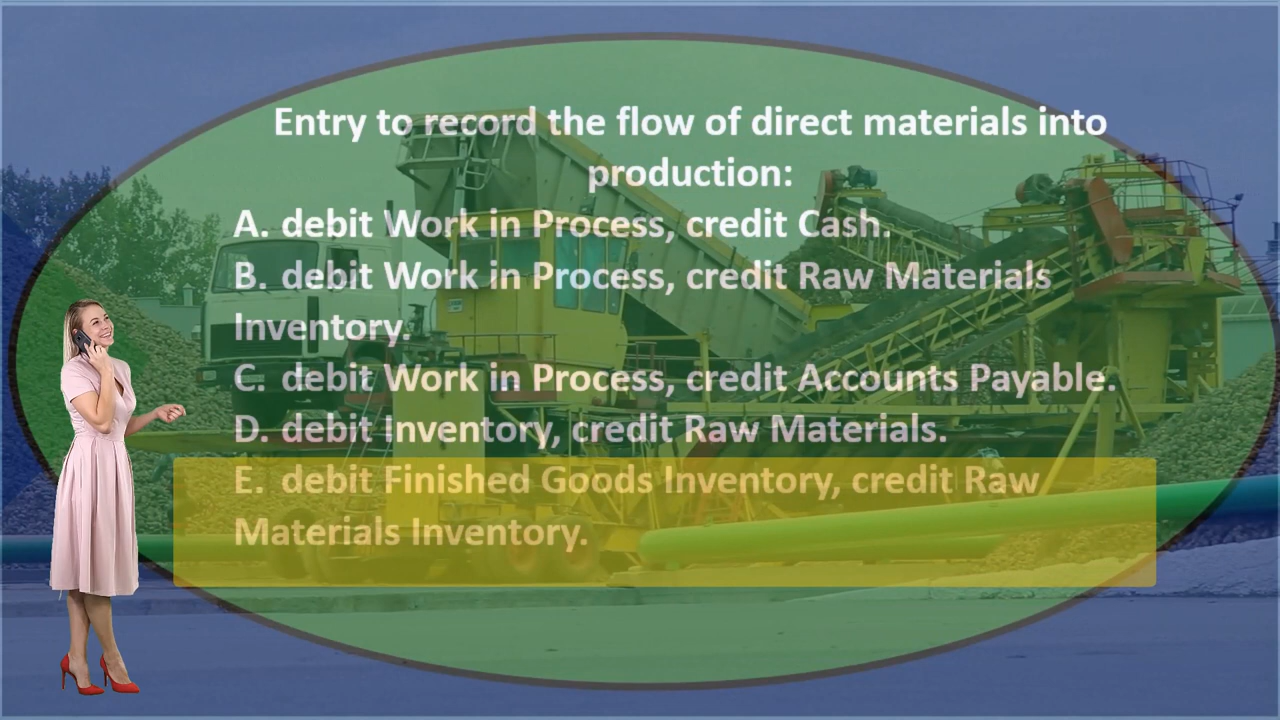 Entry to record the flow of direct materials into
production:
A. debit Work in Process, credit Cash.
B. debit Work in Process, credit Raw Materials
Inventory.
C. debit Work in Process, credit Accounts Payable.
D. debit Inventory, credit Raw Materials.
E. debit Finished Goods Inventory, credit Raw
Materials Inventory.